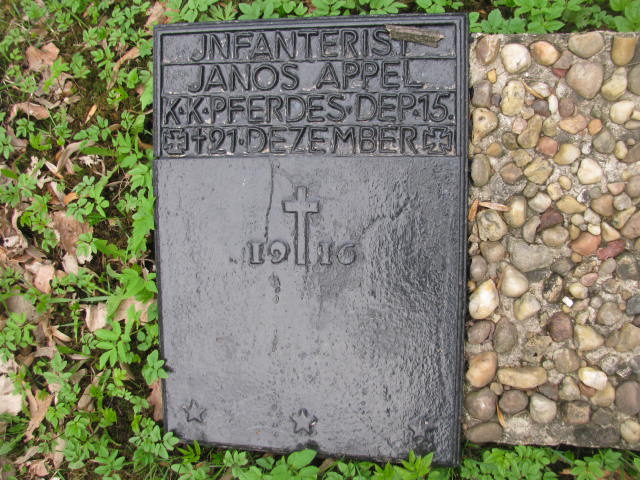 JNFANTERIST
JANOS APPEL
K·K·PFERDES·DEP·15.
†21·DEZEMBER
1916